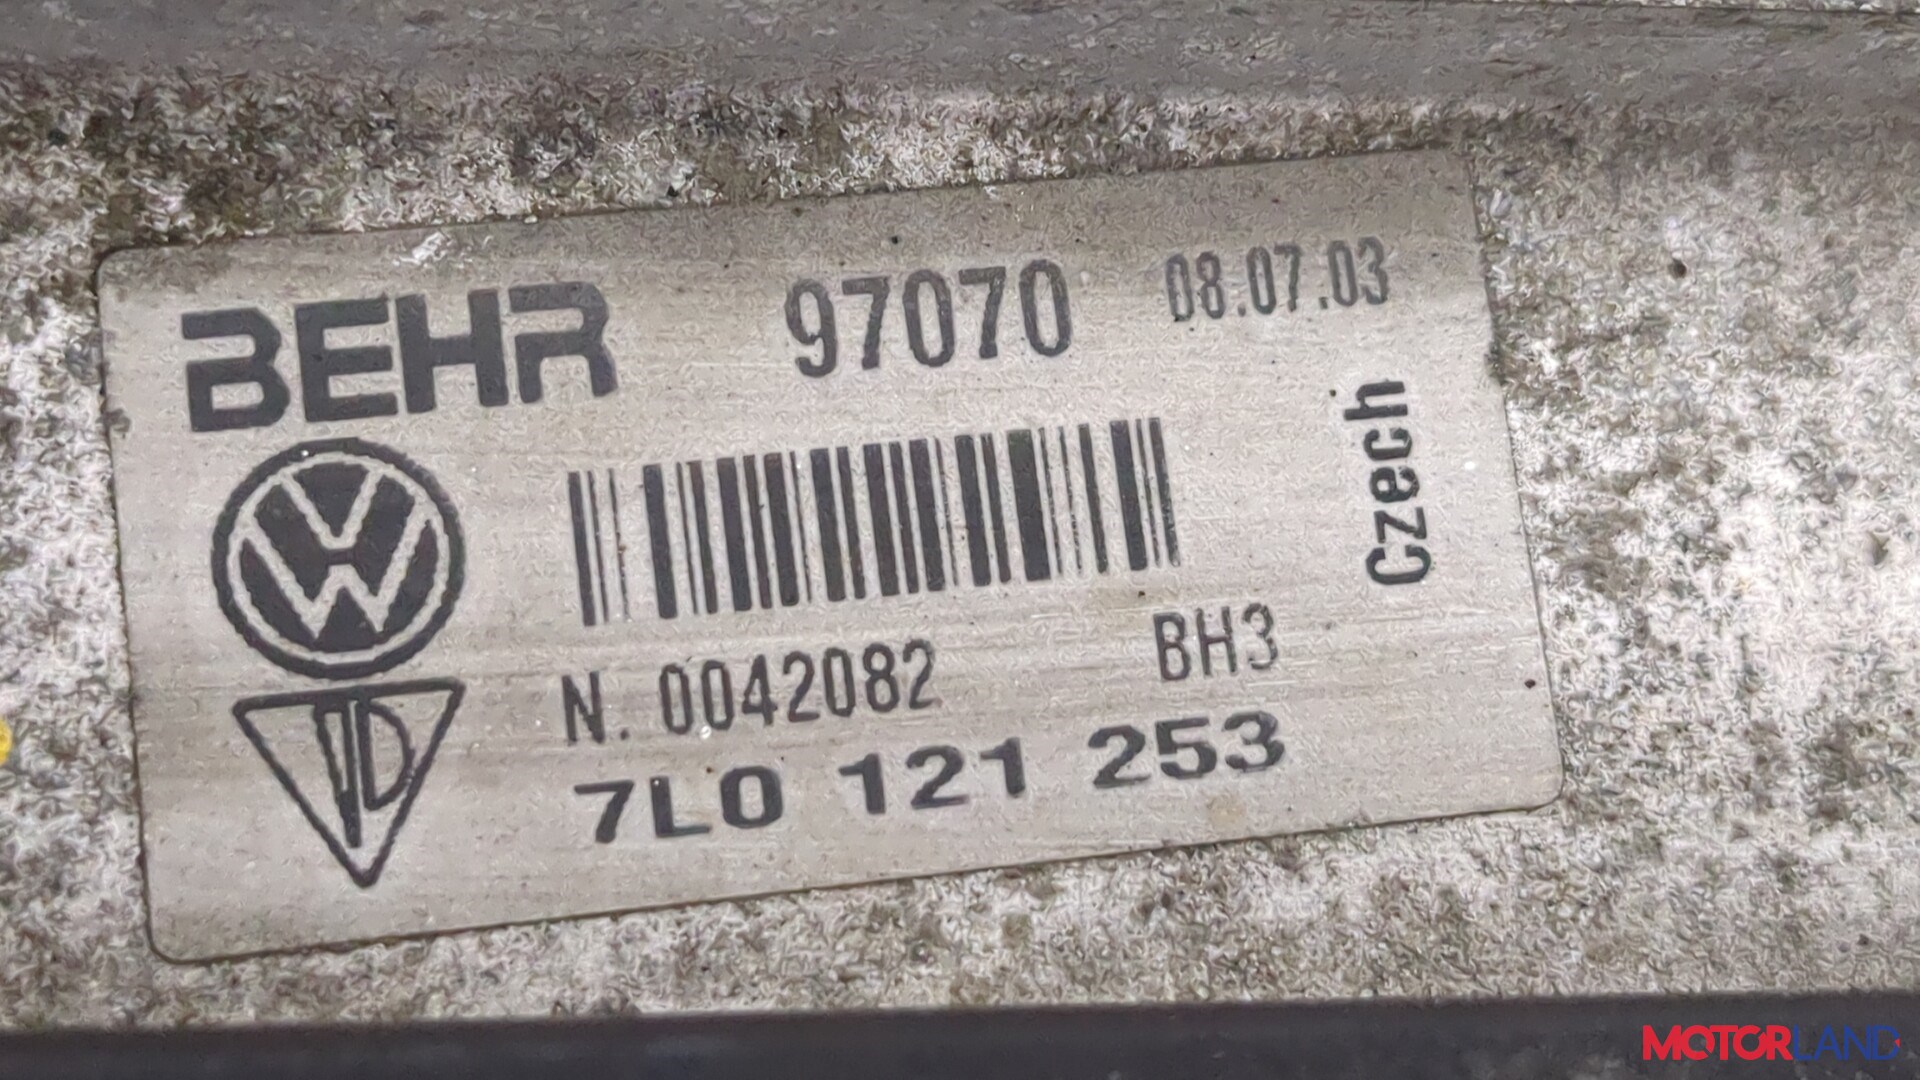 BEHR 97070 08.07.03
Czech
N. 0042082 BH3
7L0 121 253
MOTORLAND